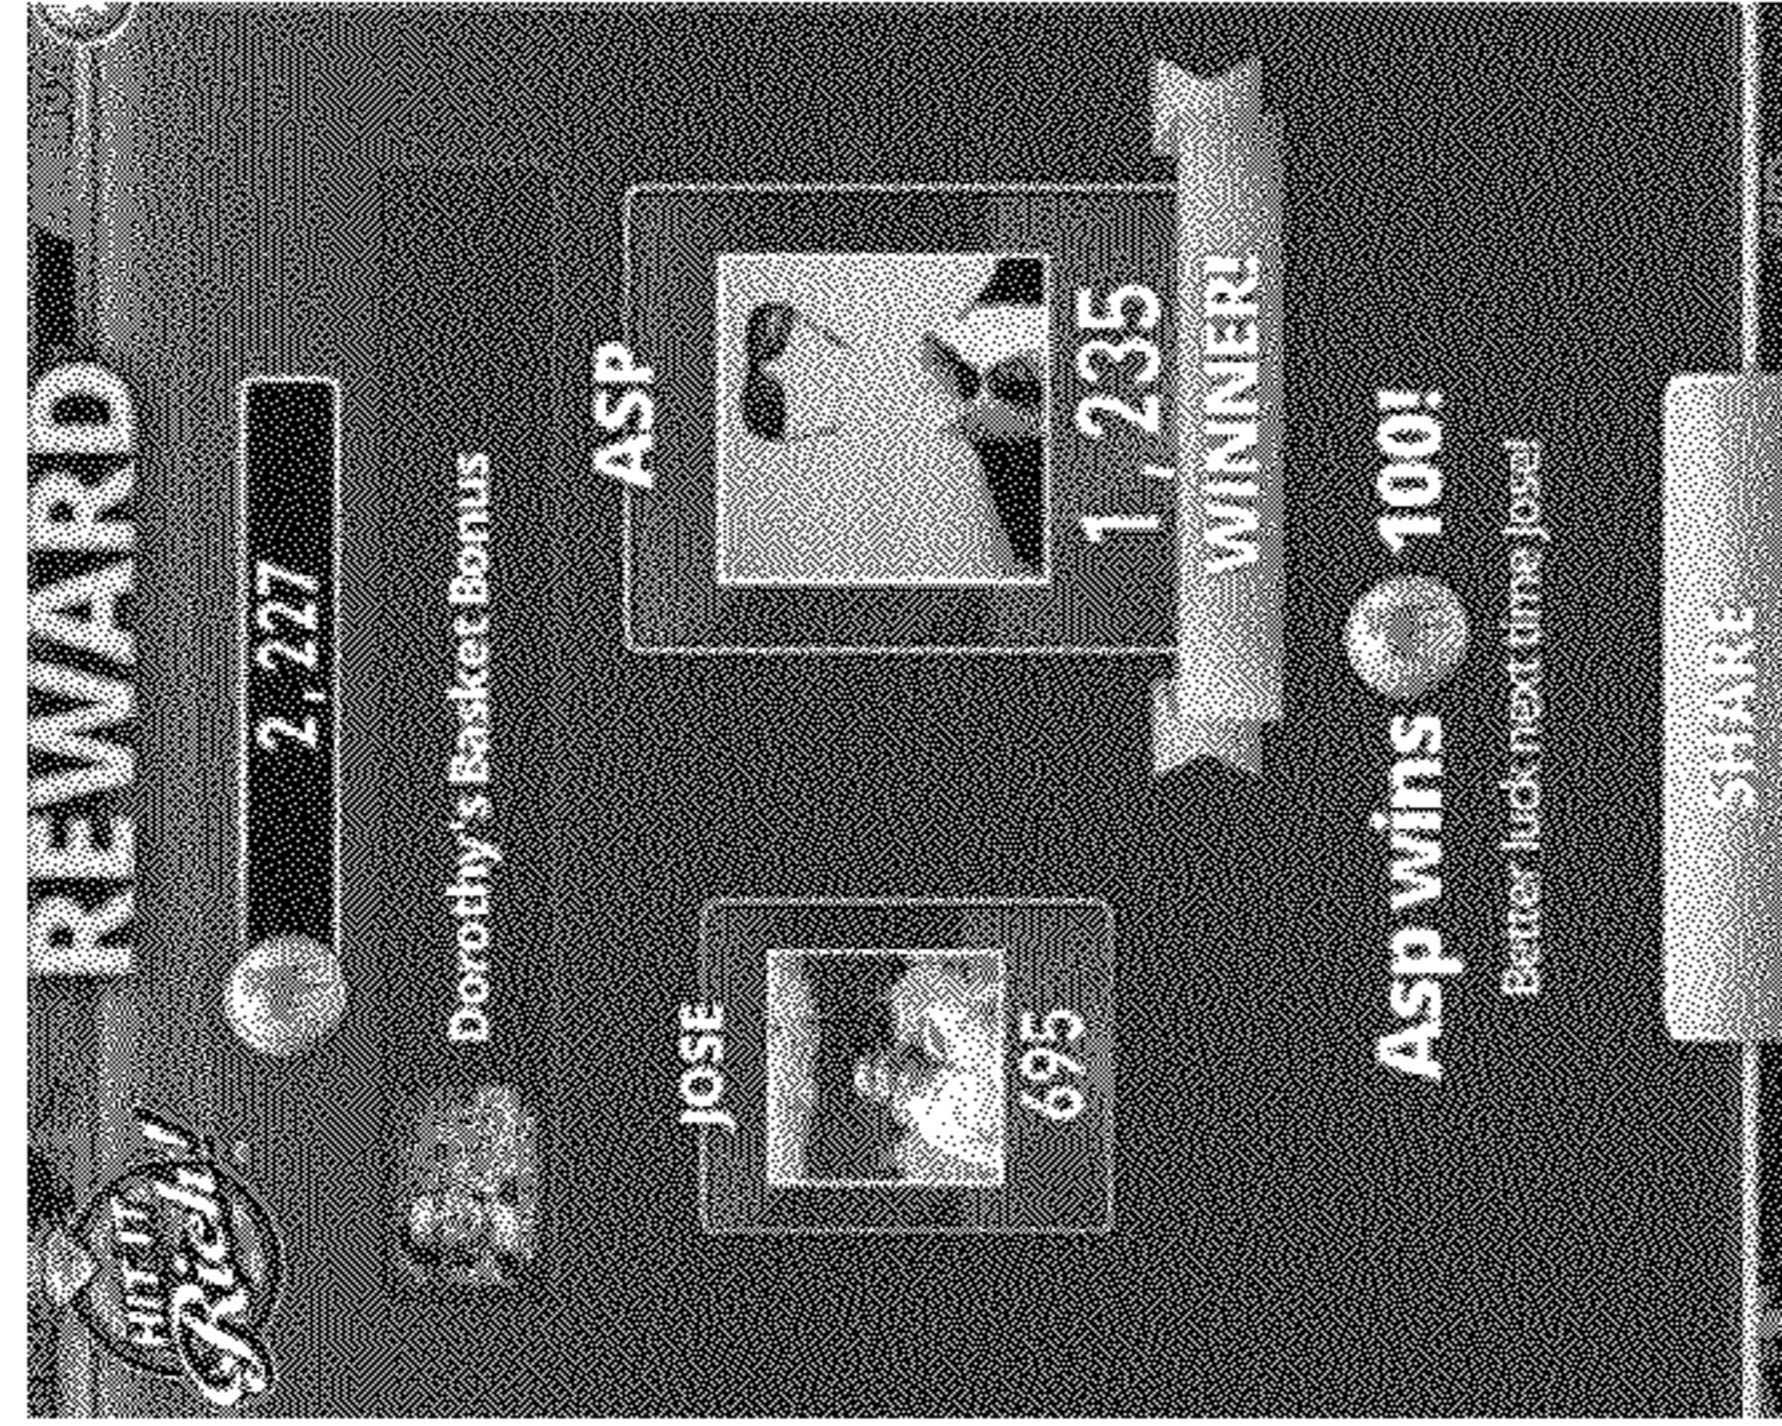 HIT IT
Rich!
REWARD
2,227
Dorothy's Basket Bonus
JOSE
695
ASP
1,235
WINNER!
Asp wins 100!
Better luck next time Jose!
SHARE